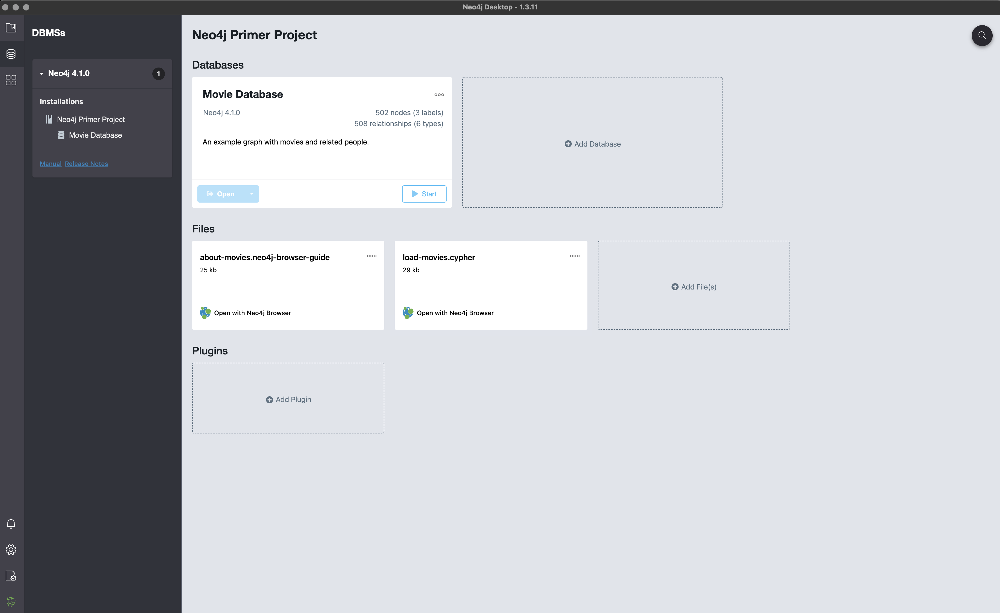 Neo4j Desktop - 1.3.11
DBMSs
Neo4j 4.1.0
1
Installations
Neo4j Primer Project
Movie Database
Manual Release Notes
Neo4j Primer Project
Databases
Movie Database
Neo4j 4.1.0
502 nodes (3 labels)
508 relationships (6 types)
An example graph with movies and related people.
Open
Start
Add Database
Files
about-movies.neo4j-browser-guide
25 kb
Open with Neo4j Browser
load-movies.cypher
29 kb
Open with Neo4j Browser
Add File(s)
Plugins
Add Plugin